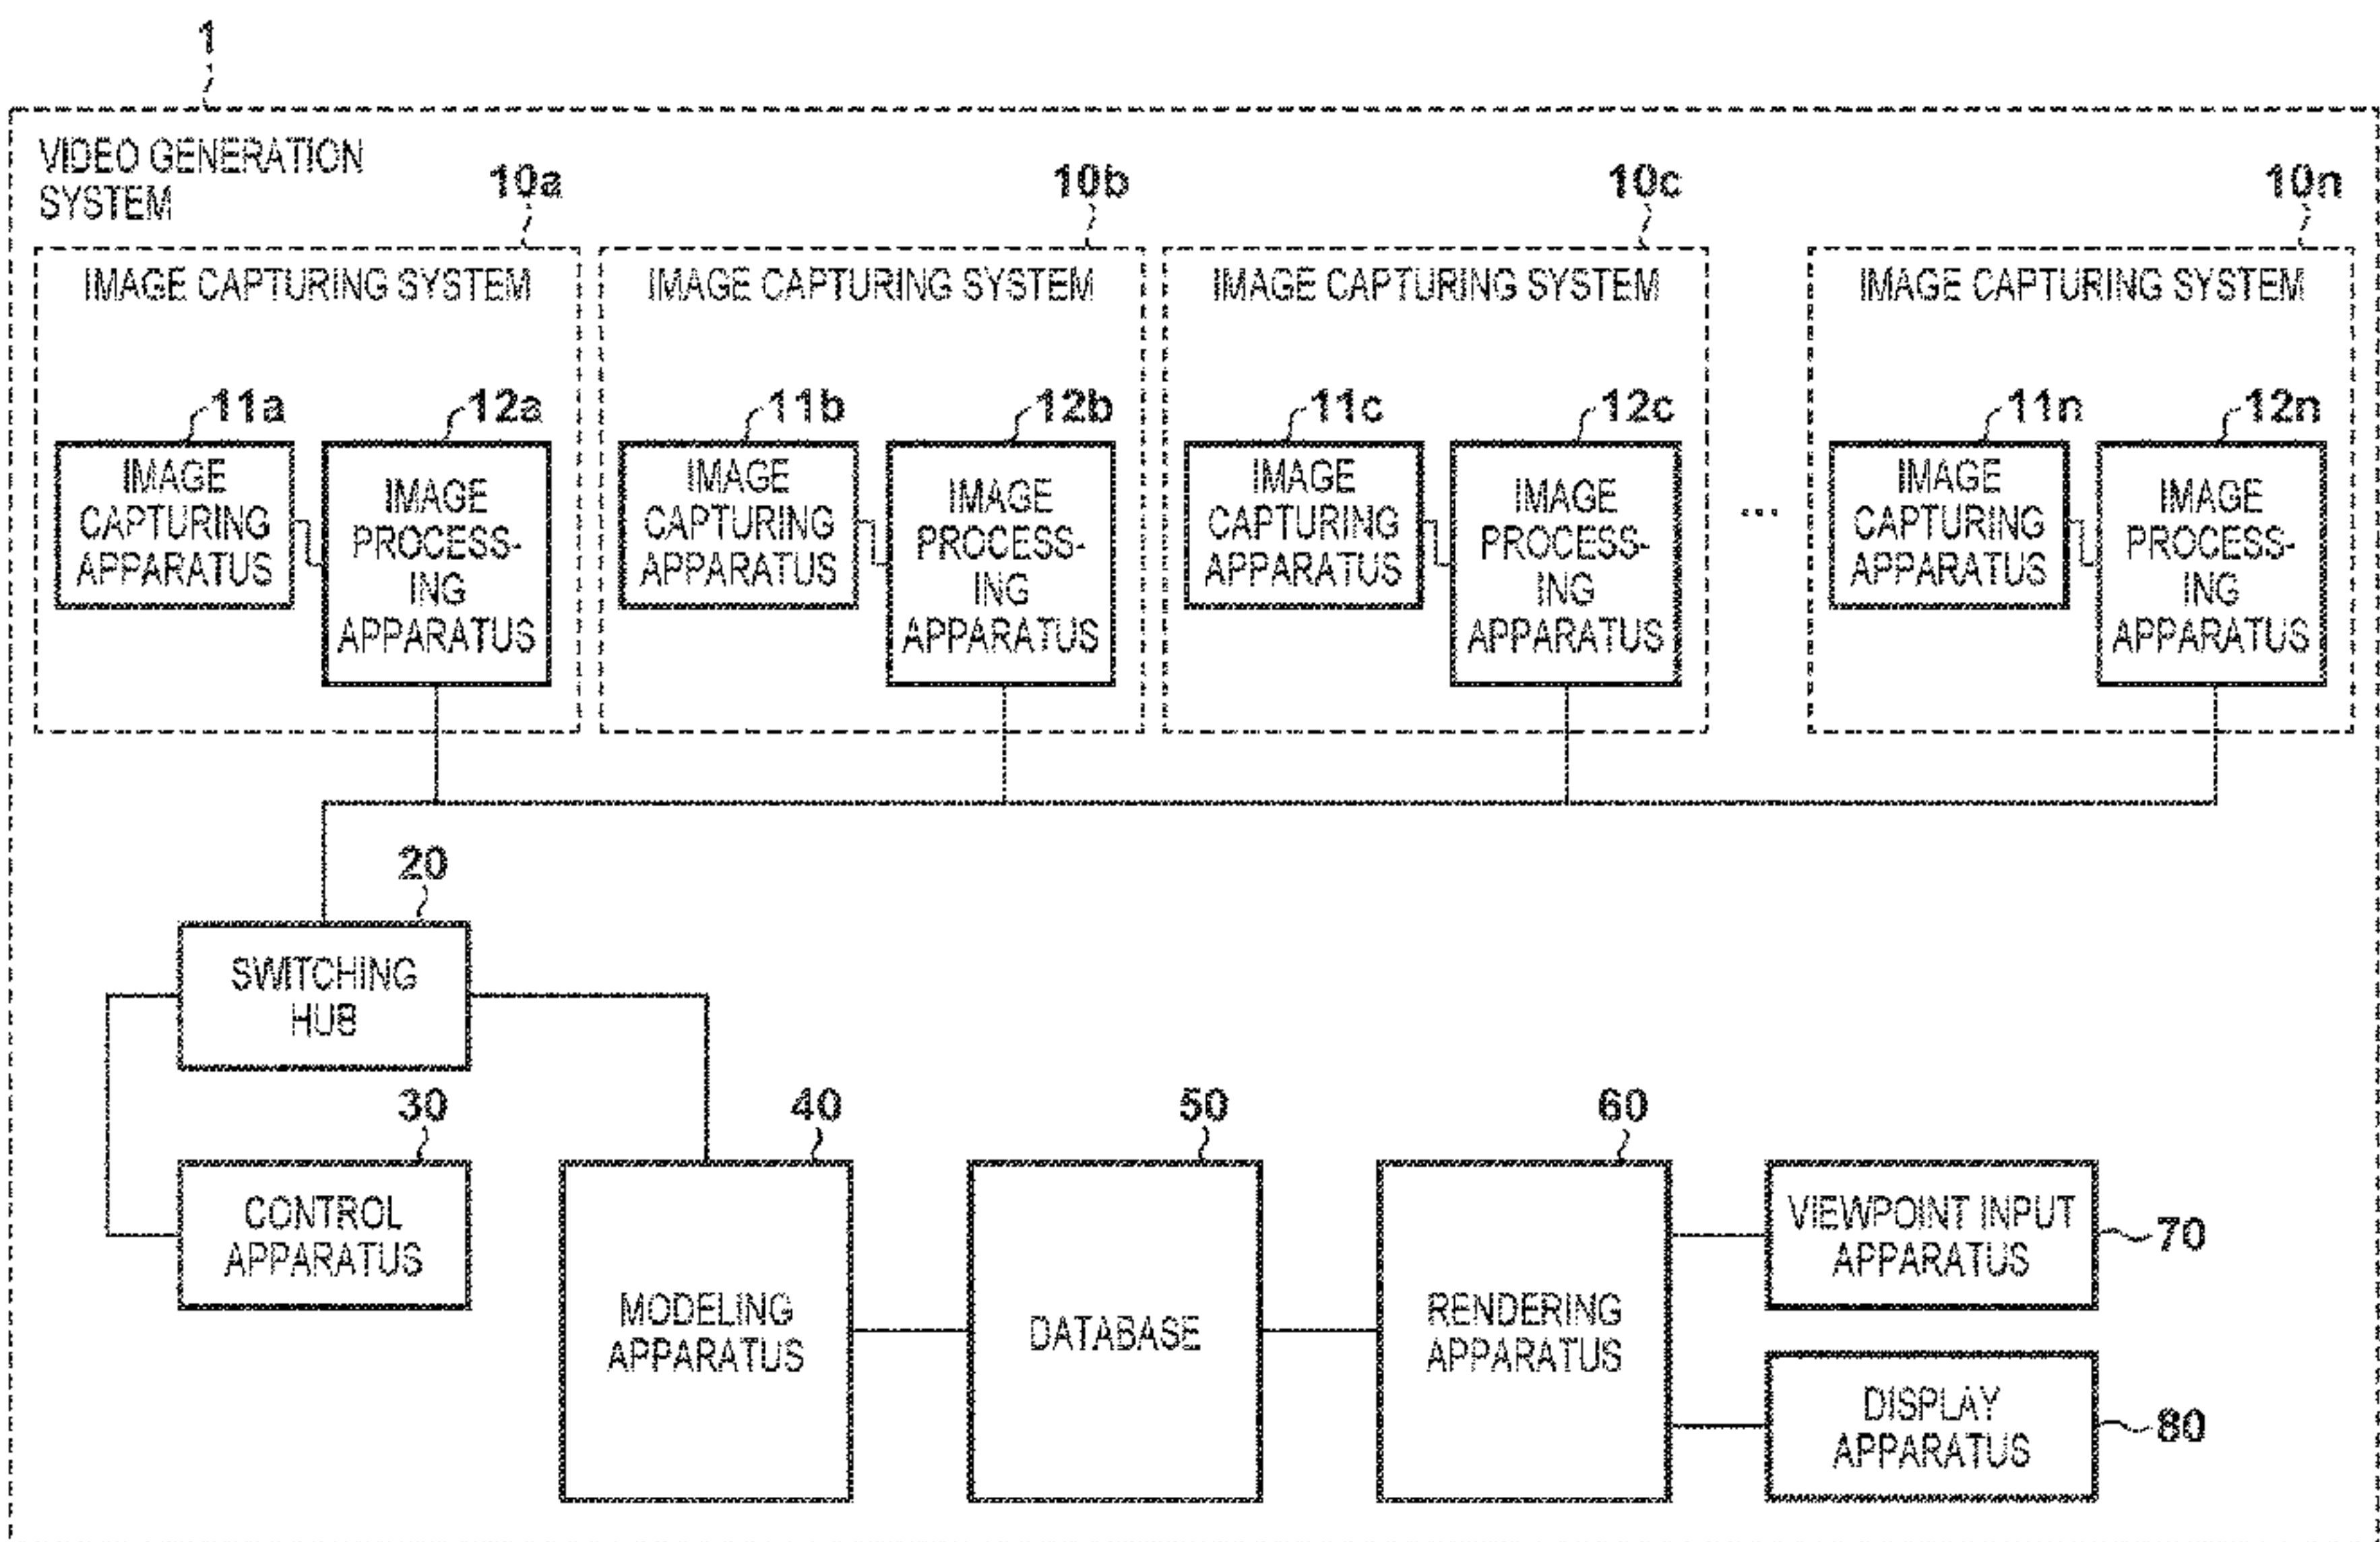 1
VIDEO GENERATION
SYSTEM
10a
10b
10c
10n
IMAGE CAPTURING SYSTEM
IMAGE CAPTURING SYSTEM
IMAGE CAPTURING SYSTEM
IMAGE CAPTURING SYSTEM
11a
12a
11b
12b
11c
12c
11n
12n
IMAGE
CAPTURING
APPARATUS
IMAGE
PROCESS-
ING
APPARATUS
IMAGE
CAPTURING
APPARATUS
IMAGE
PROCESS-
ING
APPARATUS
IMAGE
CAPTURING
APPARATUS
IMAGE
PROCESS-
ING
APPARATUS
...
IMAGE
CAPTURING
APPARATUS
IMAGE
PROCESS-
ING
APPARATUS
20
SWITCHING
HUB
30
CONTROL
APPARATUS
40
MODELING
APPARATUS
50
DATABASE
60
RENDERING
APPARATUS
VIEWPOINT INPUT
APPARATUS
70
DISPLAY
APPARATUS
80